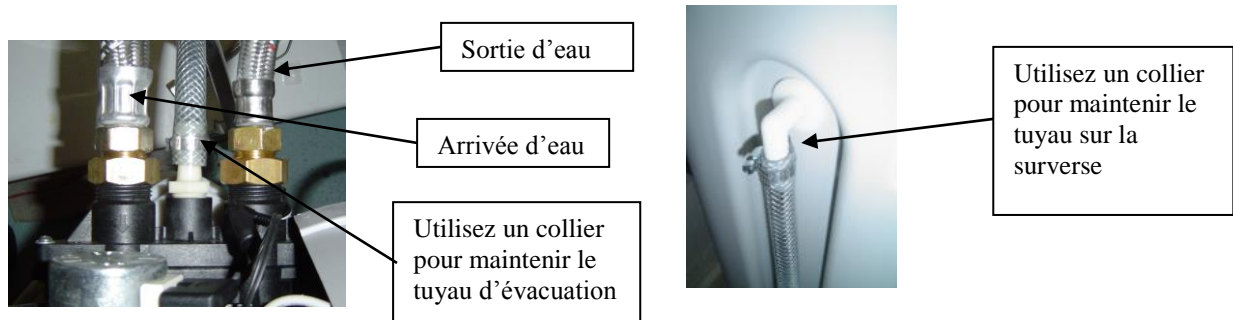 Sortie d’eau
Arrivée d’eau
Utilisez un collier
pour maintenir le
tuyau d’évacuation
Utilisez un collier
pour maintenir le
tuyau sur la
surverse